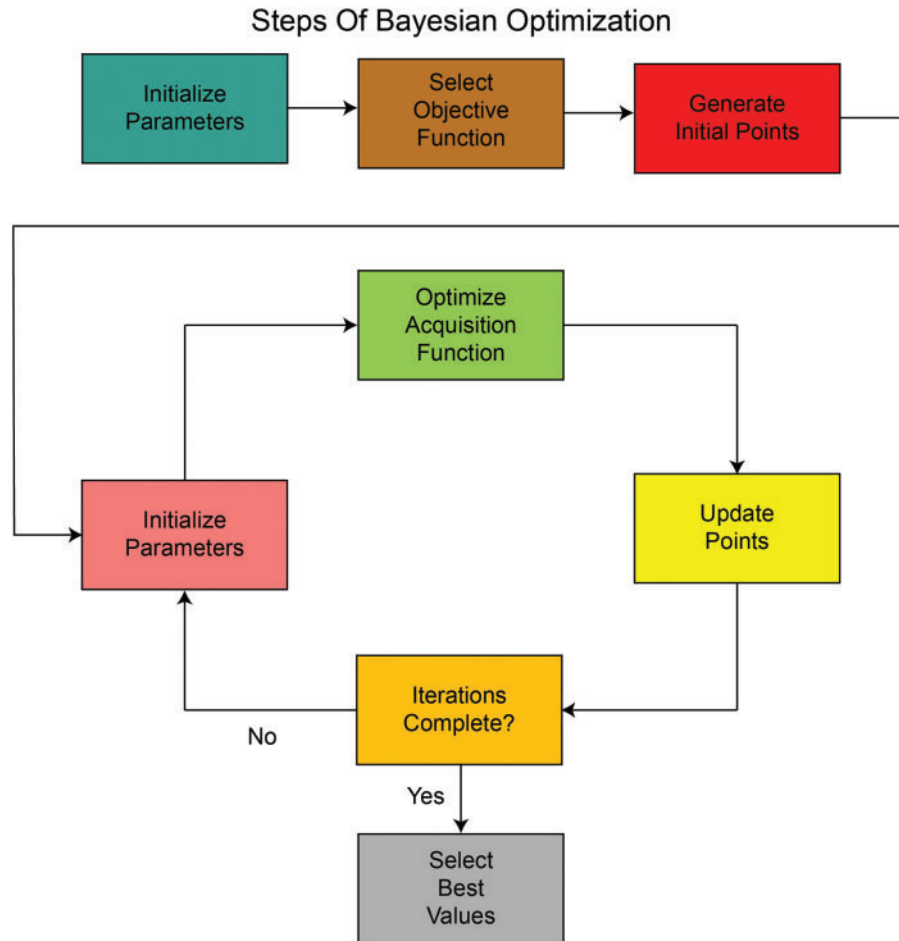 Steps Of Bayesian Optimization
Initialize
Parameters
Select
Objective
Function
Generate
Initial Points
Optimize
Acquisition
Function
Initialize
Parameters
Update
Points
Iterations
Complete?
No
Yes
Select
Best
Values